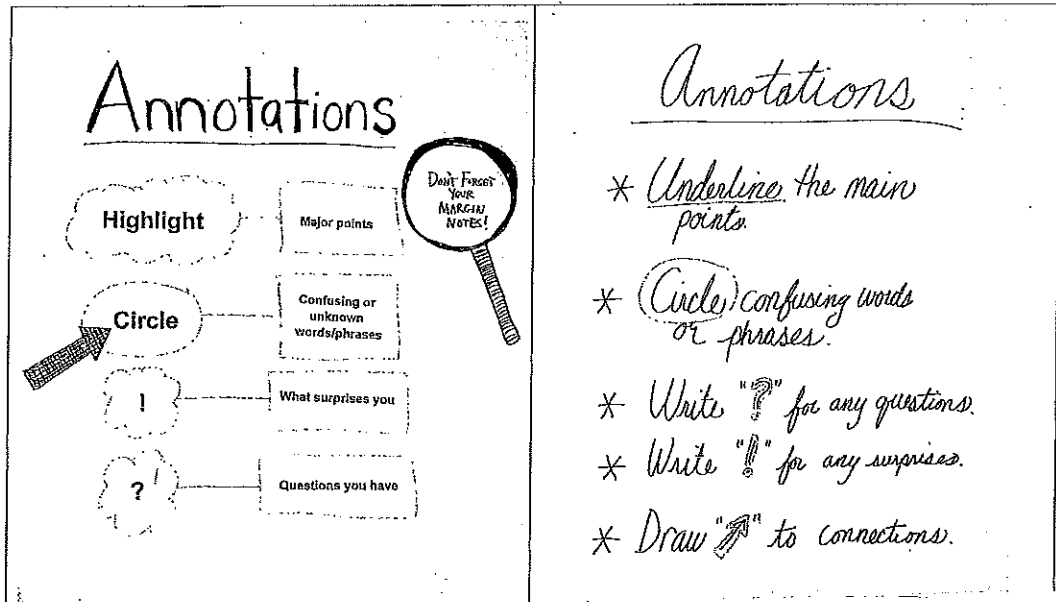 Annotations
DON'T FORGET
YOUR
MARGIN
NOTES!
Highlight
Major points
Circle
Confusing or
unknown
words/phrases
!
What surprises you
?
Questions you have
Annotations
* Underline the main
points.
* Circle confusing words
or phrases.
* Write "?" for any questions.
* Write "!" for any surprises.
* Draw "↗" to connections.